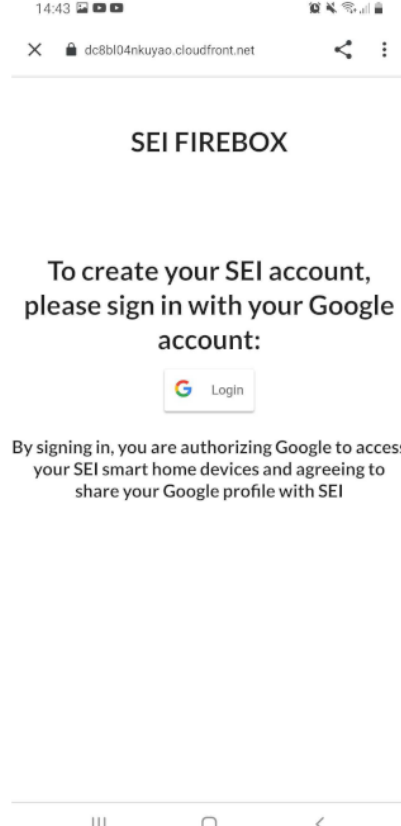 14:43
dc8bl04nkuyao.cloudfront.net
SEI FIREBOX
To create your SEI account,
please sign in with your Google
account:
G Login
By signing in, you are authorizing Google to access
your SEI smart home devices and agreeing to
share your Google profile with SEI